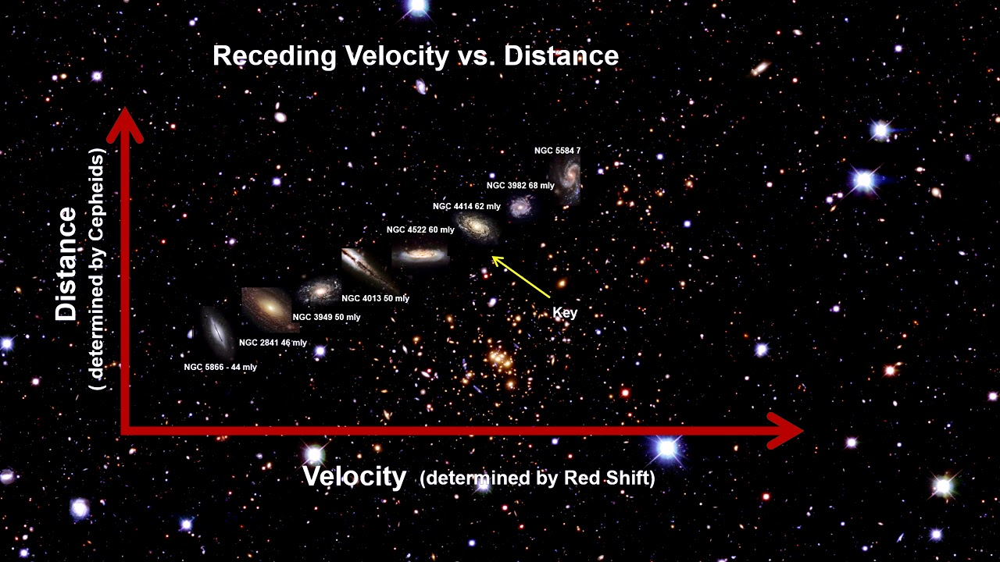 Receding Velocity vs. Distance
NGC 5584 7
NGC 3982 68 mly
NGC 4414 62 mly
NGC 4522 60 mly
NGC 4013 50 mly
Key
NGC 3949 50 mly
NGC 2841 46 mly
NGC 5866 - 44 mly
Distance
( determined by Cepheids)
Velocity (determined by Red Shift)